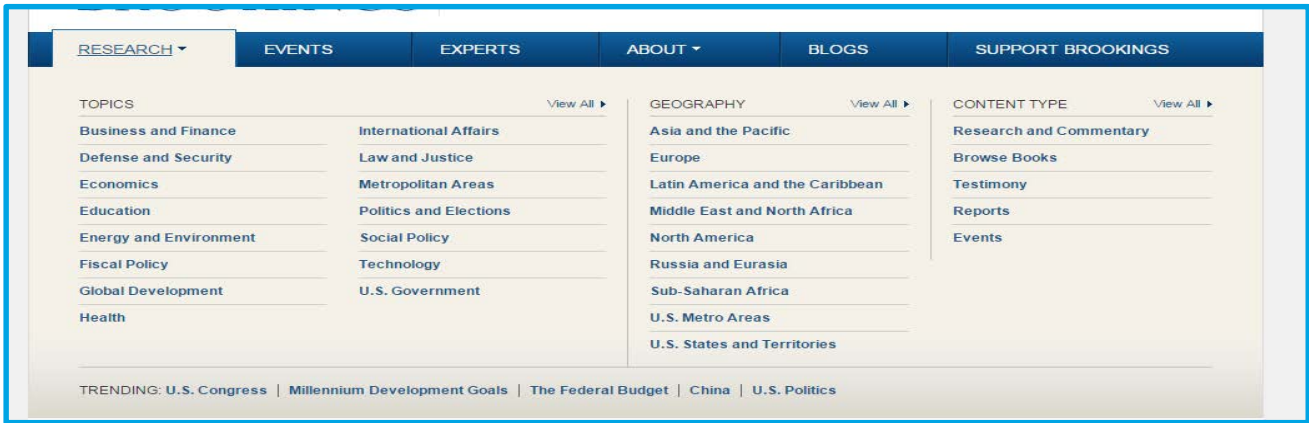 RESEARCH EVENTS EXPERTS ABOUT BLOGS SUPPORT BROOKINGS
TOPICS View All
Business and Finance
Defense and Security
Economics
Education
Energy and Environment
Fiscal Policy
Global Development
Health
International Affairs
Law and Justice
Metropolitan Areas
Politics and Elections
Social Policy
Technology
U.S. Government
GEOGRAPHY View All
Asia and the Pacific
Europe
Latin America and the Caribbean
Middle East and North Africa
North America
Russia and Eurasia
Sub-Saharan Africa
U.S. Metro Areas
U.S. States and Territories
CONTENT TYPE View All
Research and Commentary
Browse Books
Testimony
Reports
Events
TRENDING: U.S. Congress | Millennium Development Goals | The Federal Budget | China | U.S. Politics